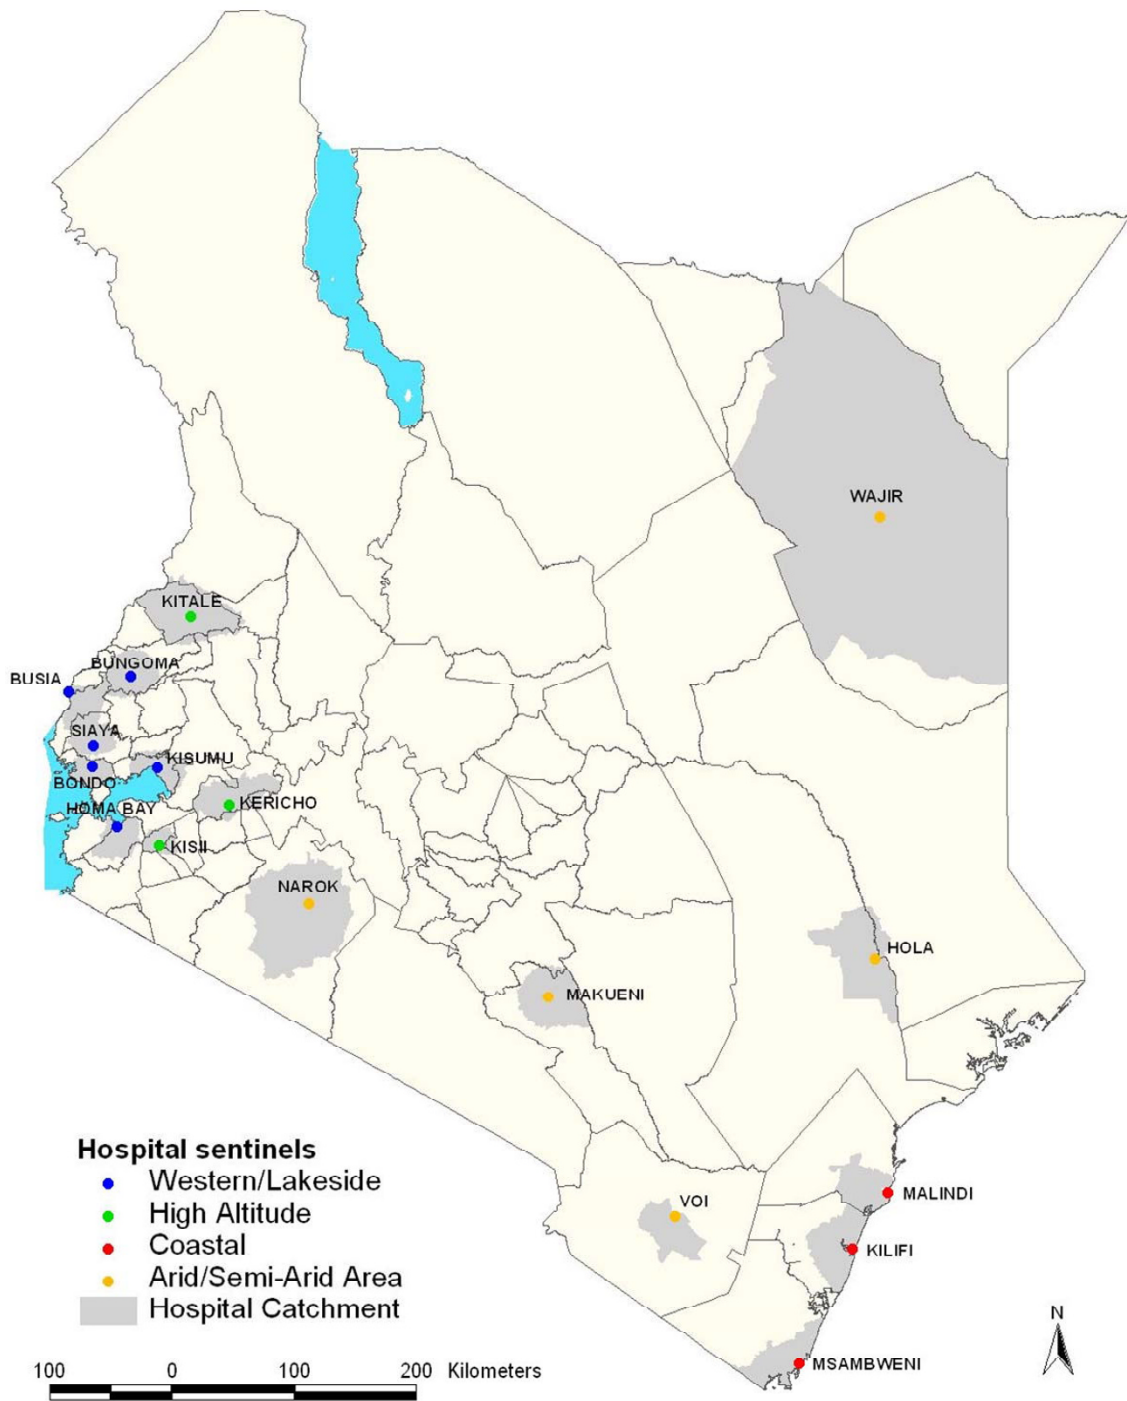 WAJIR
KITALE
BUNGOMA
BUSIA
SIAYA
KISUMU
BONDO
HOMA BAY
KERICHO
KISII
NAROK
HOLA
MAKUENI
MALINDI
VOI
KILIFI
MSAMBWENI
Hospital sentinels
Western/Lakeside
High Altitude
Coastal
Arid/Semi-Arid Area
Hospital Catchment
N
100 0 100 200 Kilometers